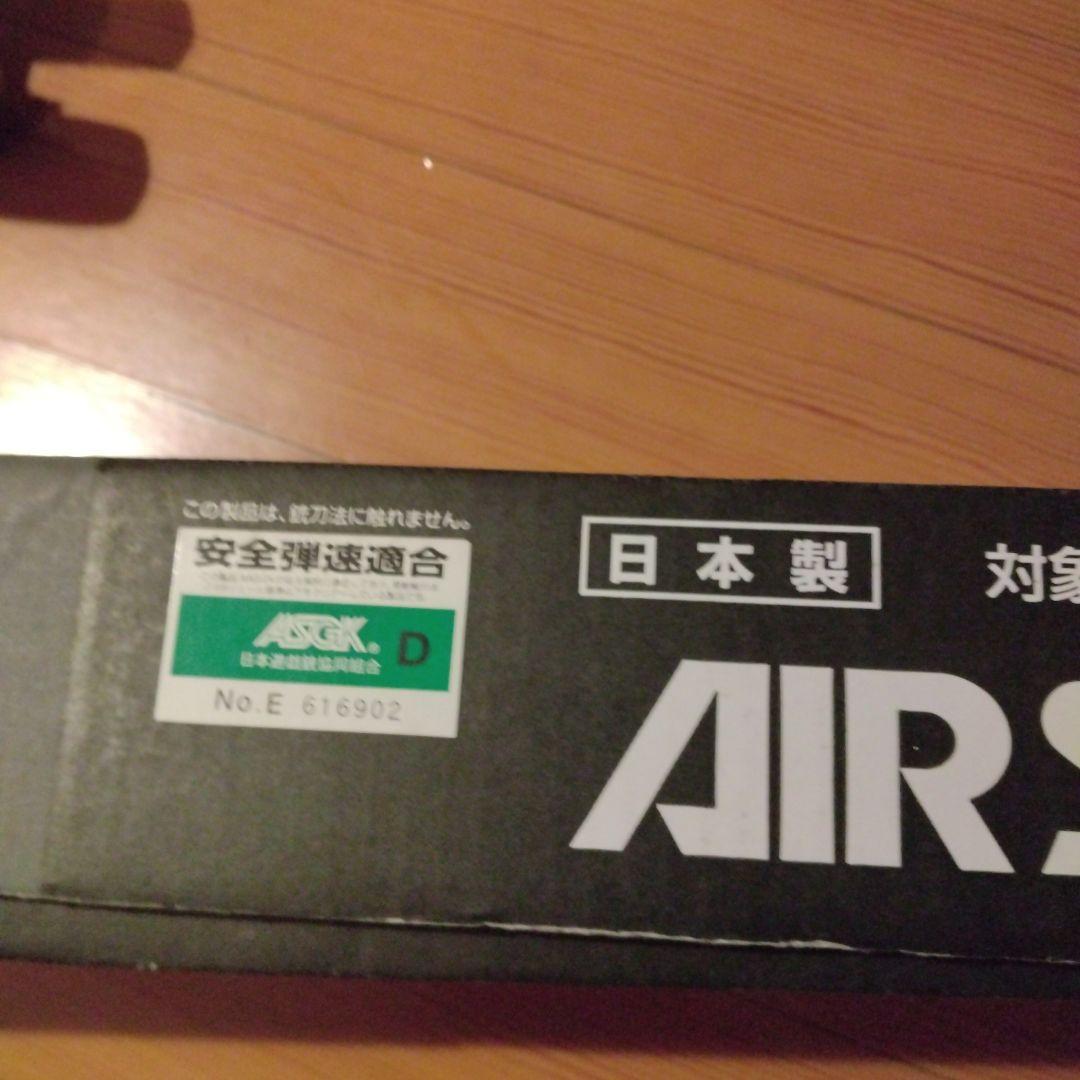 この製品は、銃刀法に触れません。
安全弾速適合
ASGK® D
日本遊戯銃協同組合
No.E 616902
日本製
対象
AIR S